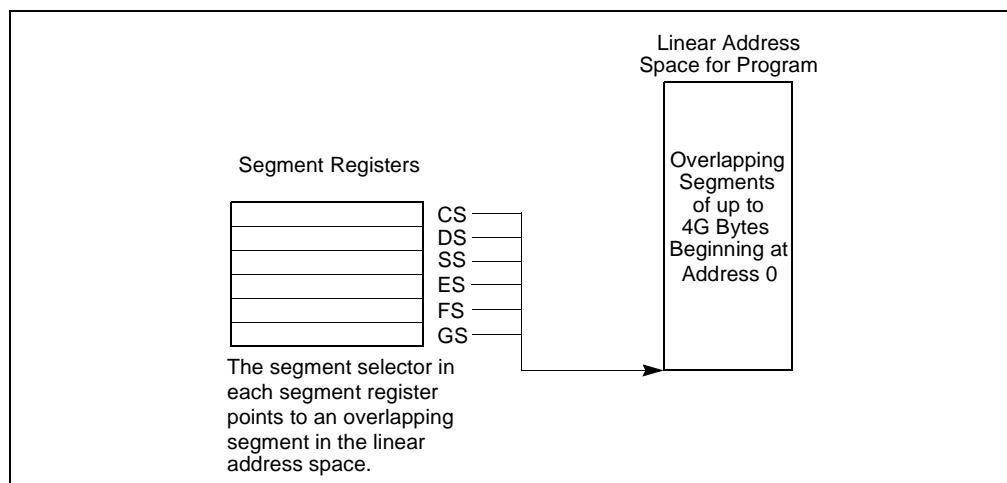 Linear Address
Space for Program
Overlapping
Segments
of up to
4G Bytes
Beginning at
Address 0
Segment Registers
CS
DS
SS
ES
FS
GS
The segment selector in
each segment register
points to an overlapping
segment in the linear
address space.